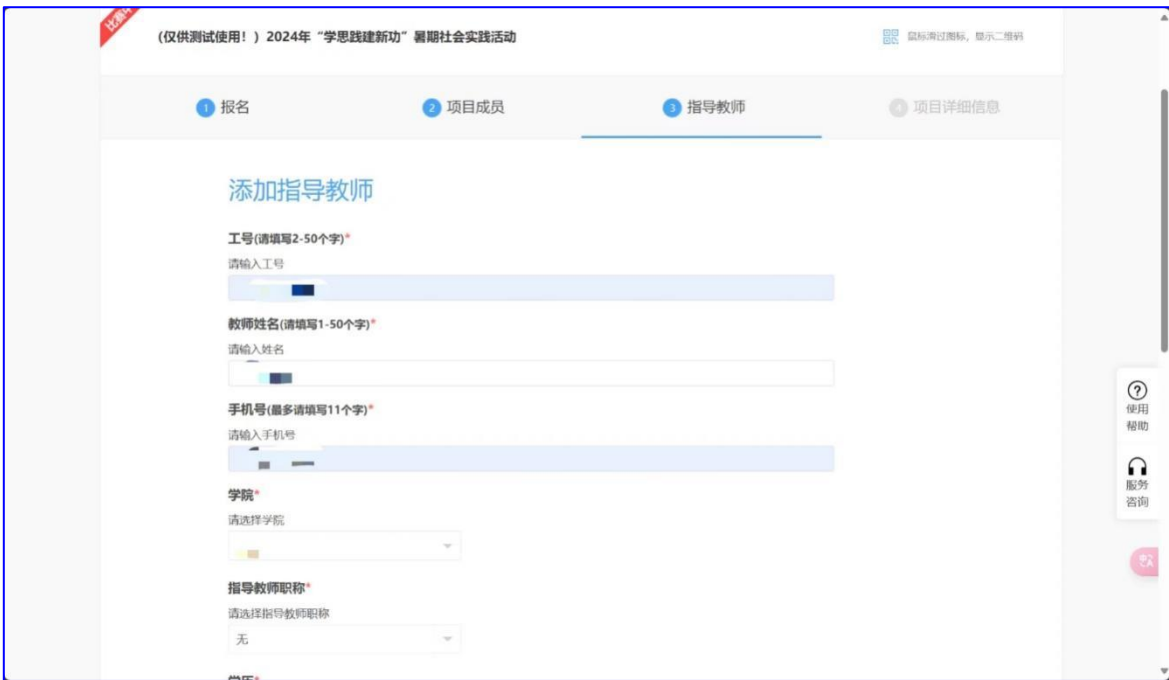 比赛中
（仅供测试使用！）2024年“学思践建新功”暑期社会实践活动
鼠标滑过图标，显示二维码
1 报名
2 项目成员
3 指导教师
4 项目详细信息
添加指导教师
工号(请填写2-50个字)*
请输入工号
教师姓名(请填写1-50个字)*
请输入姓名
手机号(最多请填写11个字)*
请输入手机号
学院*
请选择学院
指导教师职称*
请选择指导教师职称
无
学历*
使用
帮助
服务
咨询